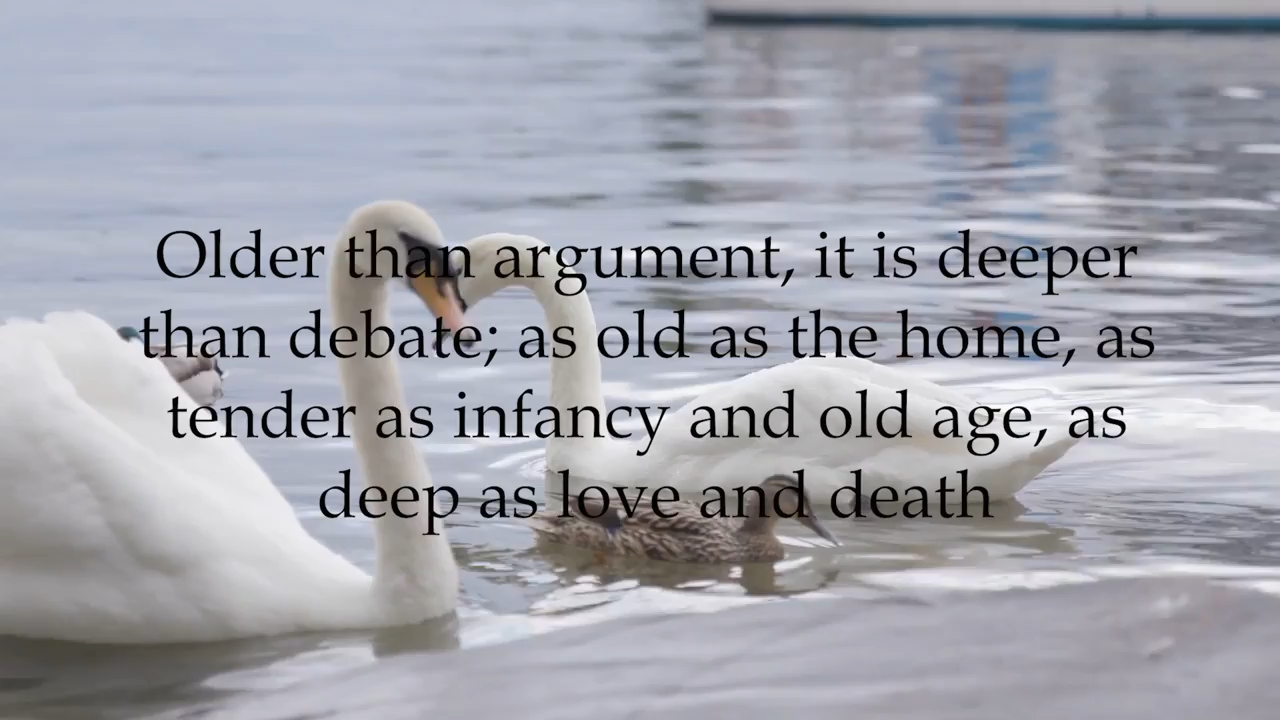 Older than argument, it is deeper
than debate; as old as the home, as
tender as infancy and old age, as
deep as love and death